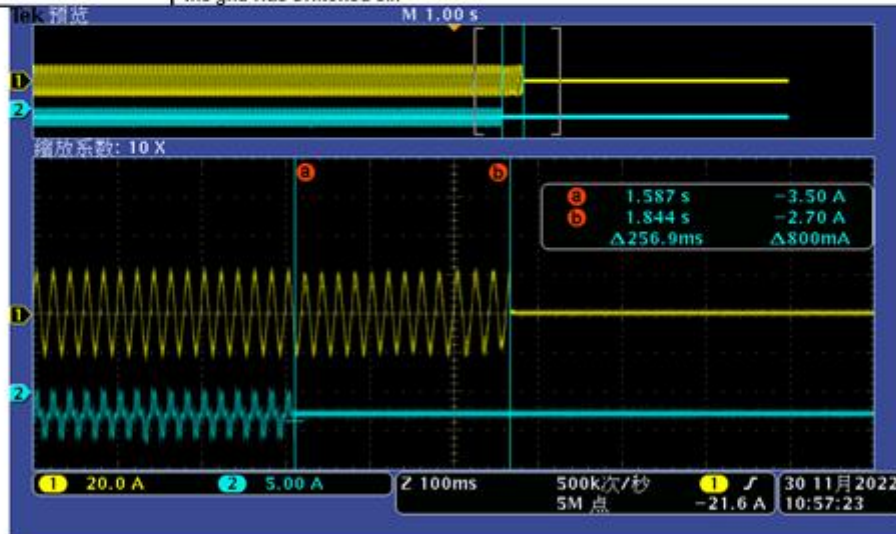 Tek 预览
M 1.00 s
1
2
缩放系数: 10 X
a
b
a 1.587 s -3.50 A
b 1.844 s -2.70 A
△256.9ms △800mA
1
2
1 20.0 A 2 5.00 A Z 100ms 500k次/秒 1 30 11月 2022
5M 点 -21.6 A 10:57:23